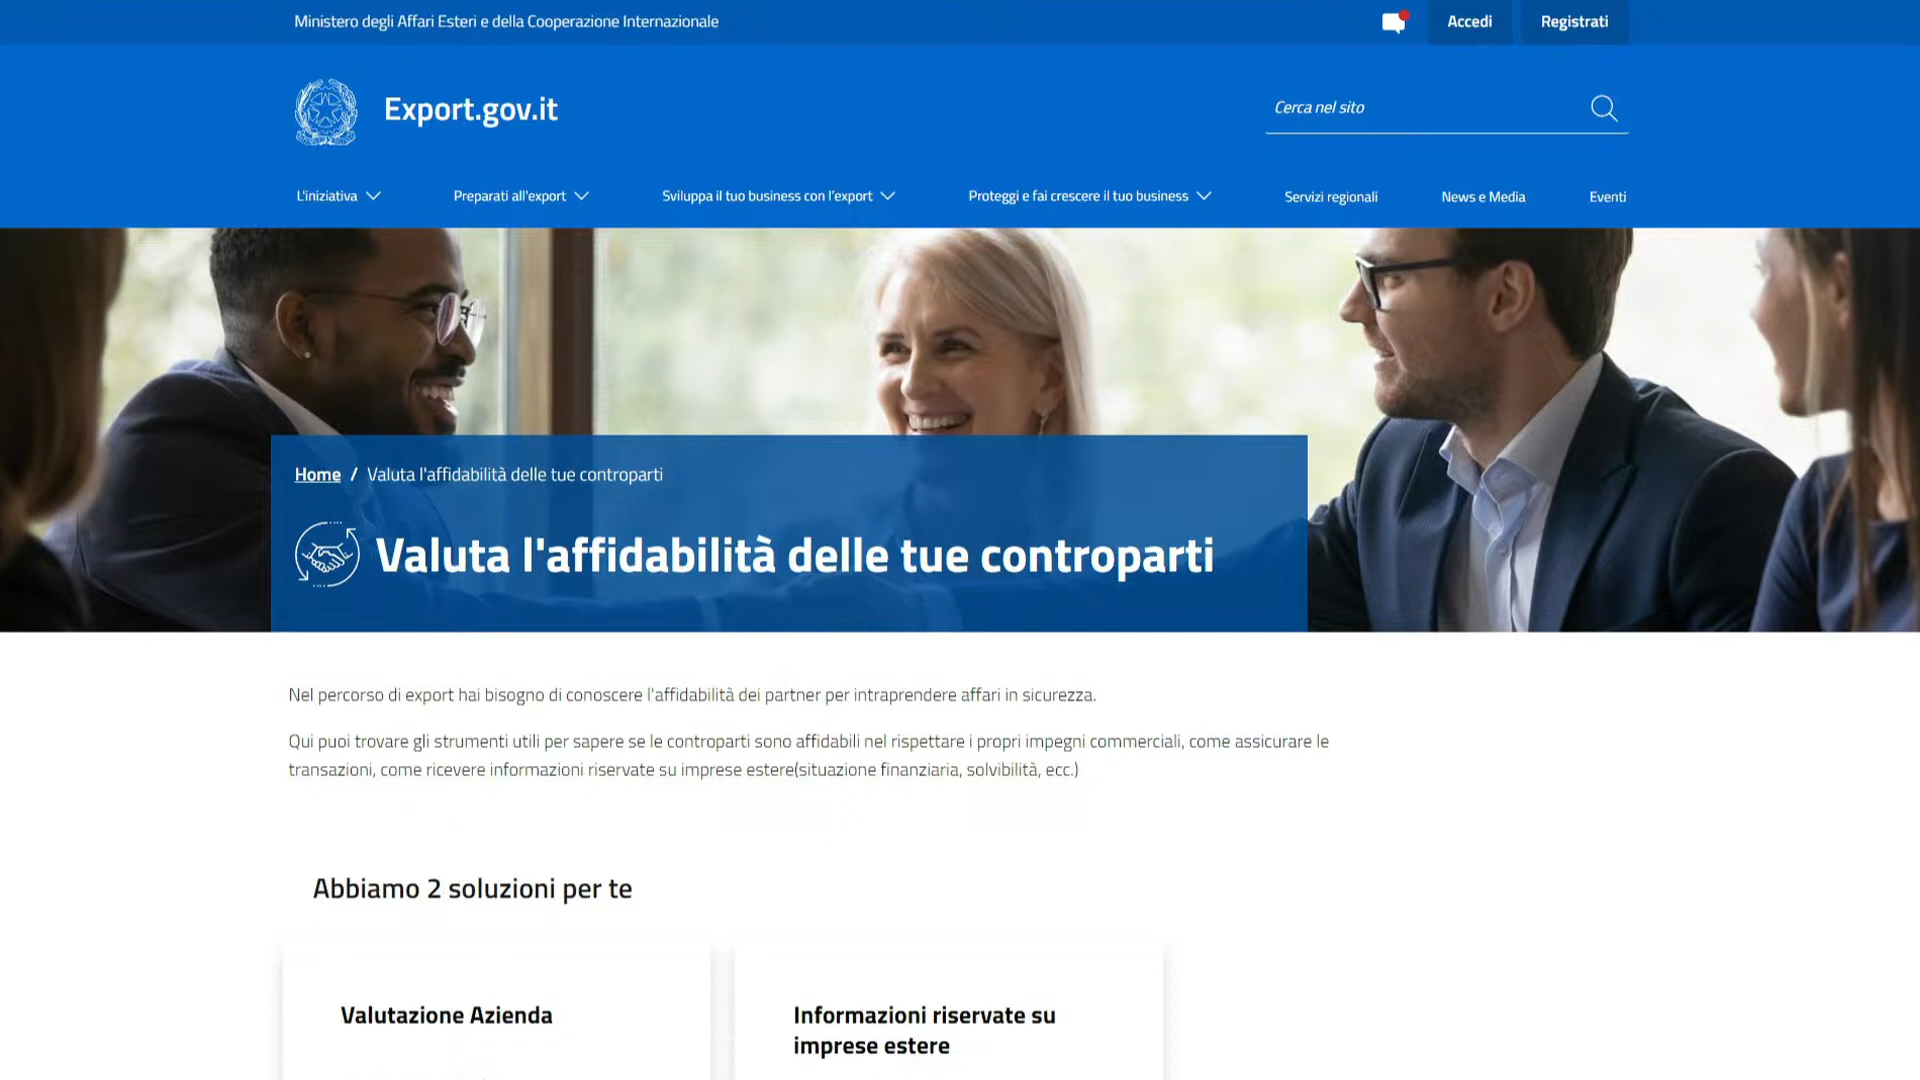 Ministero degli Affari Esteri e della Cooperazione Internazionale
Accedi
Registrati
Export.gov.it
Cerca nel sito
L'iniziativa
Preparati all'export
Sviluppa il tuo business con l’export
Proteggi e fai crescere il tuo business
Servizi regionali
News e Media
Eventi
Home / Valuta l'affidabilità delle tue controparti
Valuta l'affidabilità delle tue controparti
Nel percorso di export hai bisogno di conoscere l'affidabilità dei partner per intraprendere affari in sicurezza.
Qui puoi trovare gli strumenti utili per sapere se le controparti sono affidabili nel rispettare i propri impegni commerciali, come assicurare le
transazioni, come ricevere informazioni riservate su imprese estere(situazione finanziaria, solvibilità, ecc.)
Abbiamo 2 soluzioni per te
Valutazione Azienda
Informazioni riservate su
imprese estere